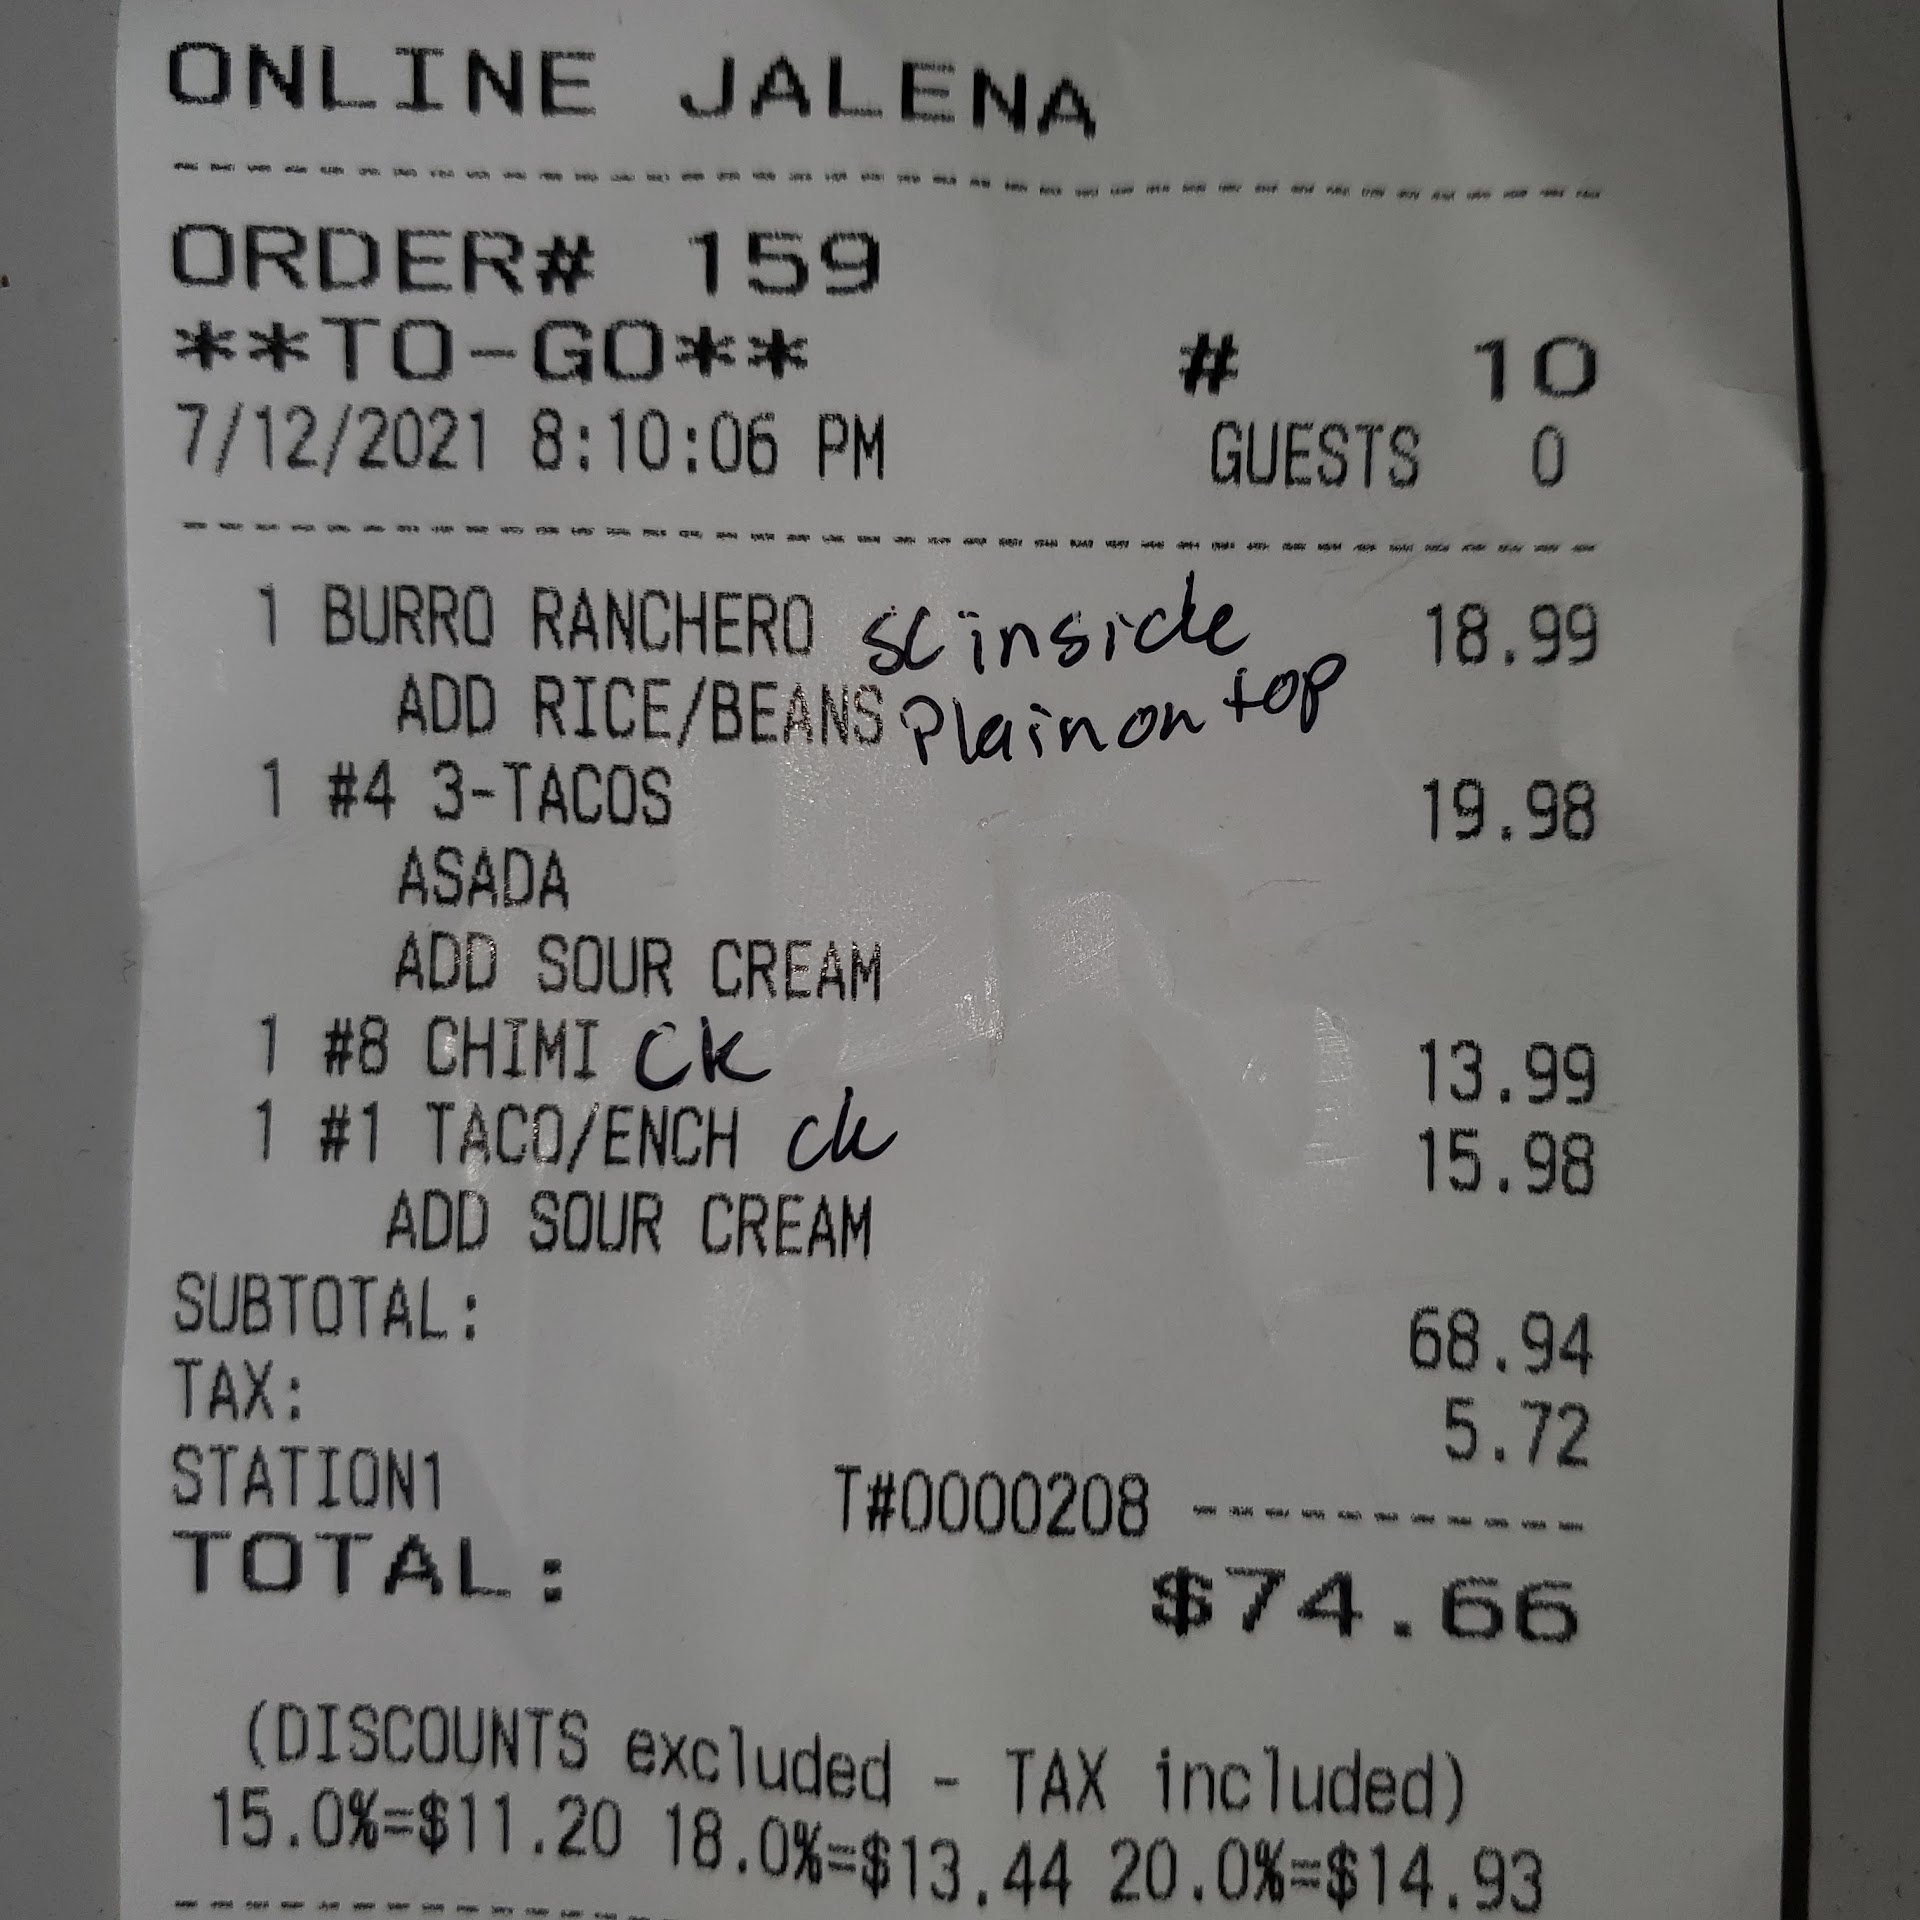 ONLINE JALENA
ORDER# 159
**TO-GO** # 10
7/12/2021 8:10:06 PM GUESTS 0
1 BURRO RANCHERO sc inside 18.99
ADD RICE/BEANS Plain on top
1 #4 3-TACOS 19.98
ASADA
ADD SOUR CREAM
1 #8 CHIMI CK 13.99
1 #1 TACO/ENCH ck 15.98
ADD SOUR CREAM
SUBTOTAL: 68.94
TAX: 5.72
STATION1 T#0000208 -----------
TOTAL: $74.66
(DISCOUNTS excluded - TAX included)
15.0%=$11.20 18.0%=$13.44 20.0%=$14.93